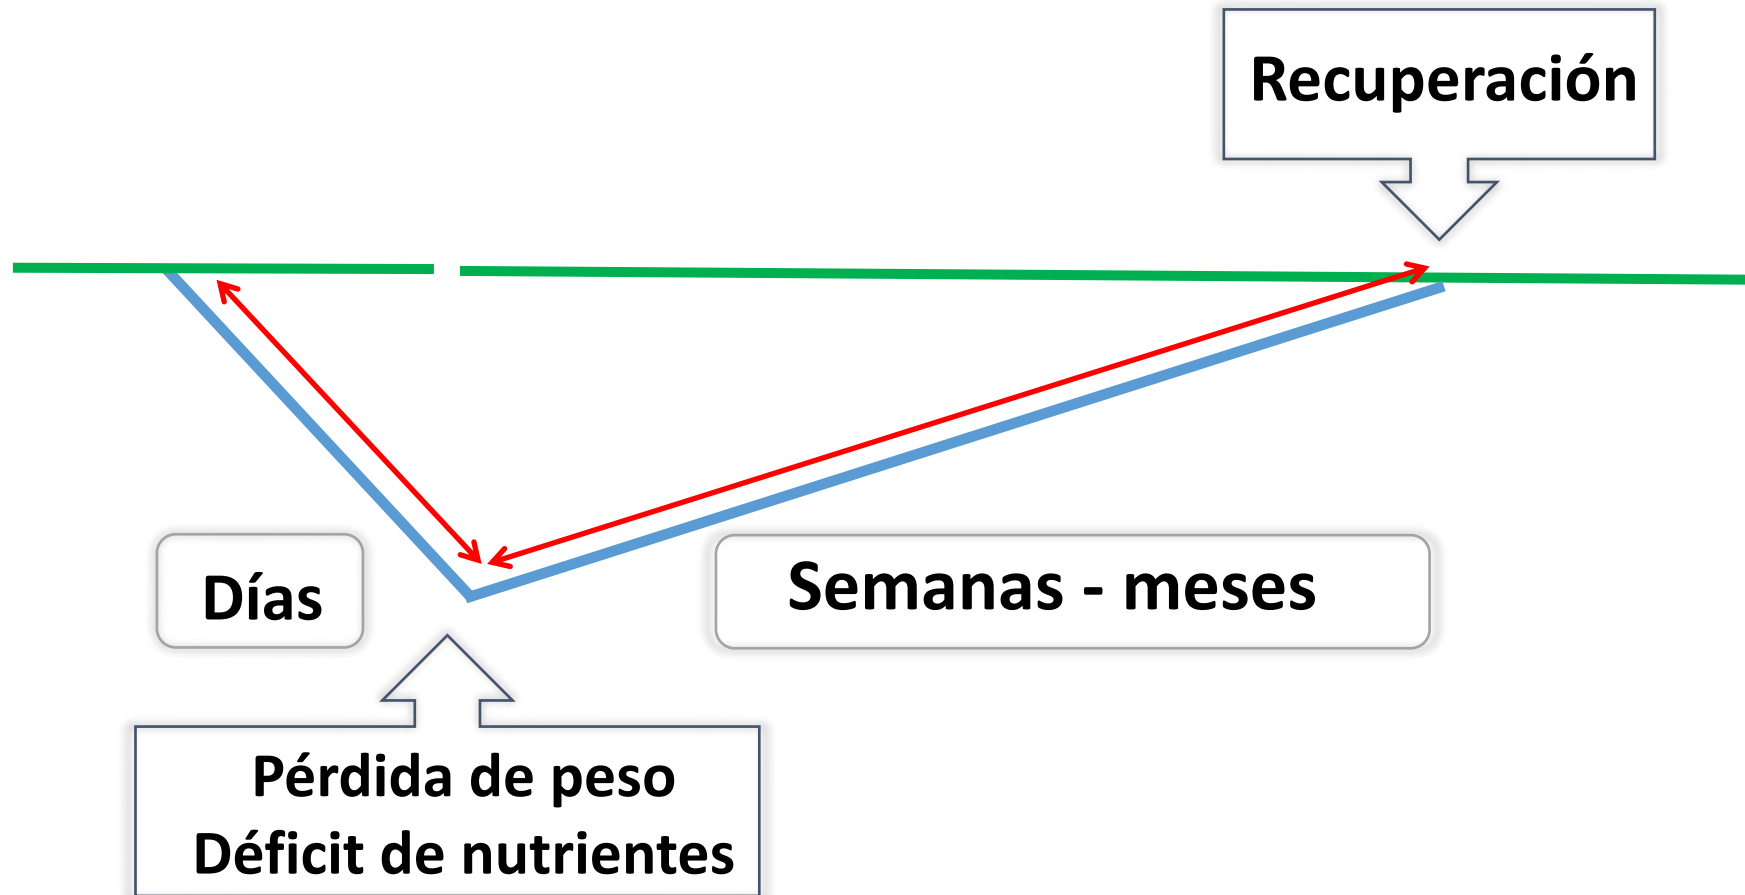 Recuperación
Días
Semanas - meses
Pérdida de peso
Déficit de nutrientes